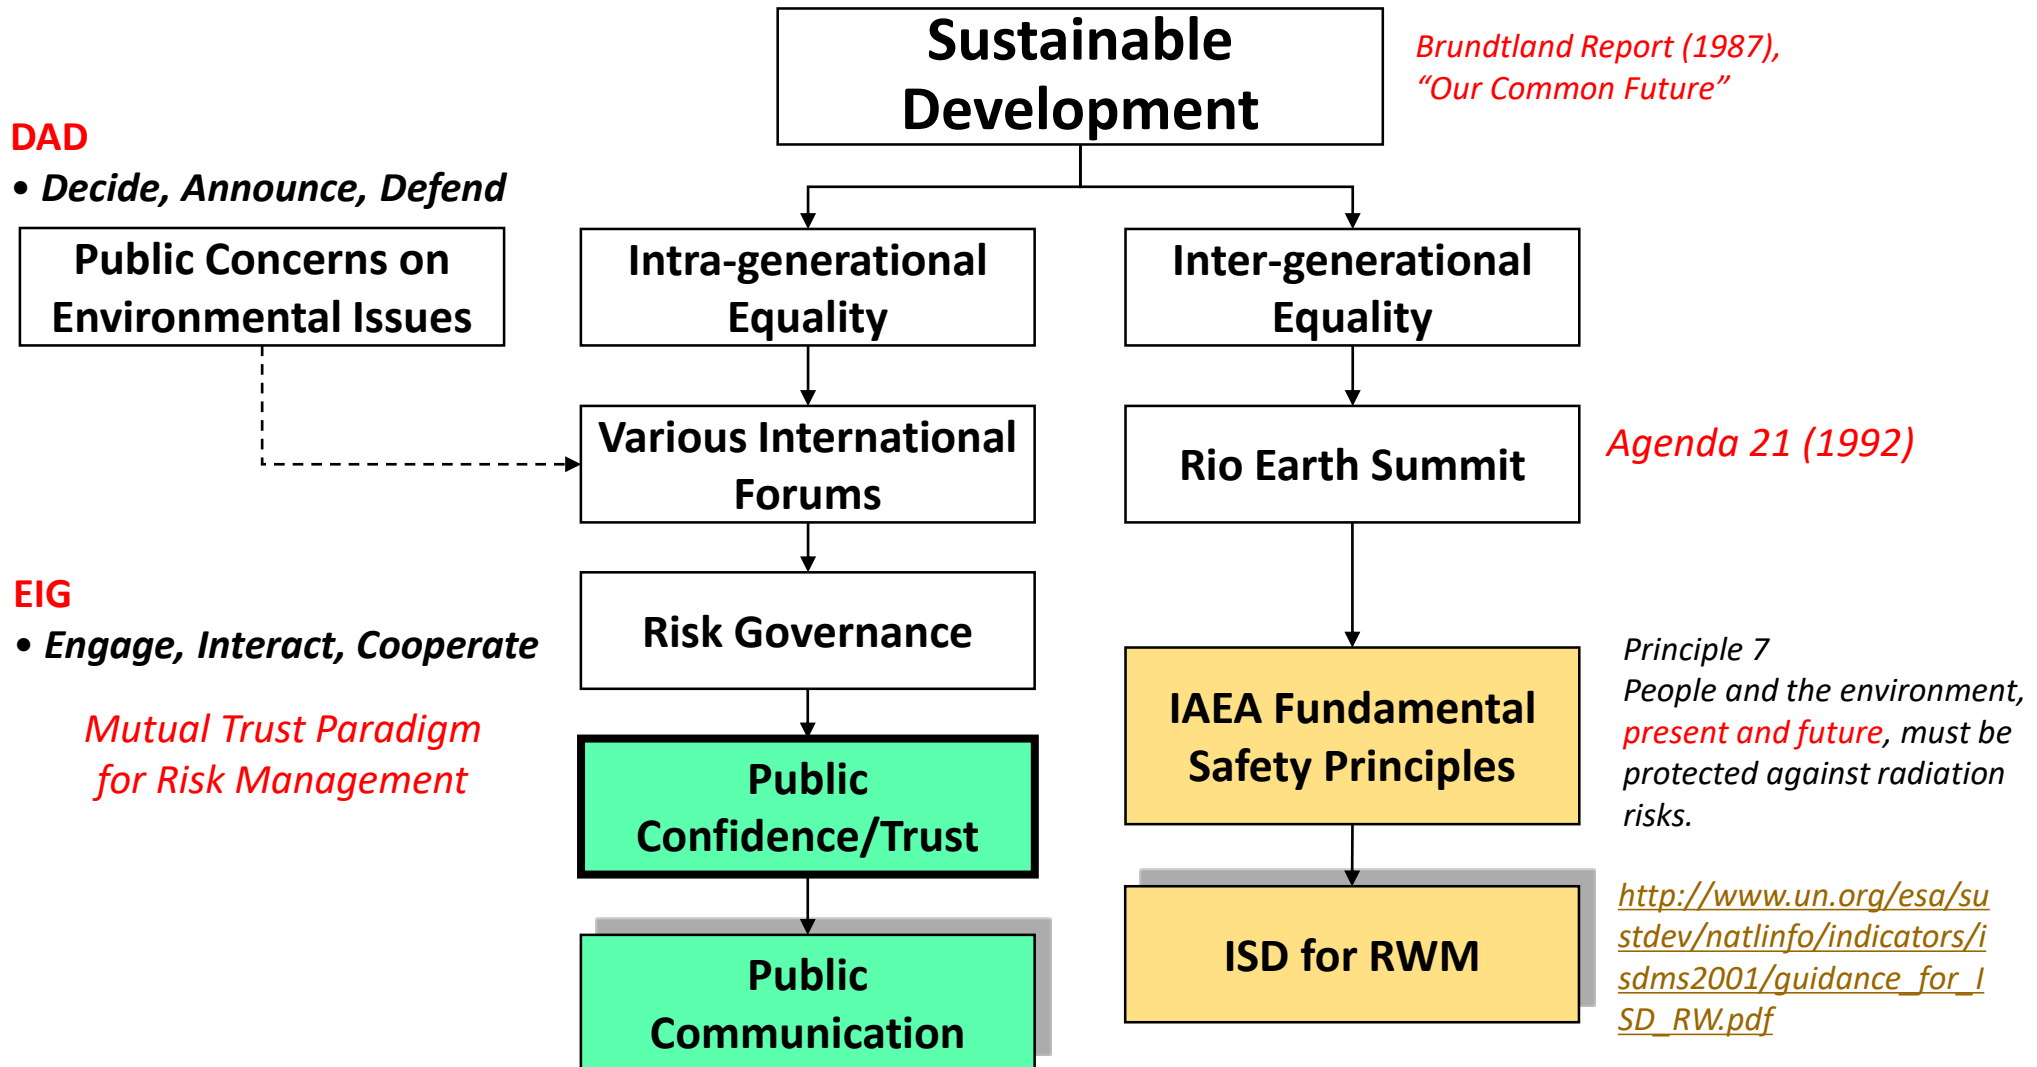 Sustainable
Development
Brundtland Report (1987),
“Our Common Future”
DAD
• Decide, Announce, Defend
Public Concerns on
Environmental Issues
Intra-generational
Equality
Inter-generational
Equality
Various International
Forums
Rio Earth Summit
Agenda 21 (1992)
EIG
• Engage, Interact, Cooperate
Mutual Trust Paradigm
for Risk Management
Risk Governance
IAEA Fundamental
Safety Principles
Principle 7
People and the environment,
present and future, must be
protected against radiation
risks.
Public
Confidence/Trust
ISD for RWM
http://www.un.org/esa/su
stdev/natlinfo/indicators/i
sdms2001/guidance_for_I
SD_RW.pdf
Public
Communication